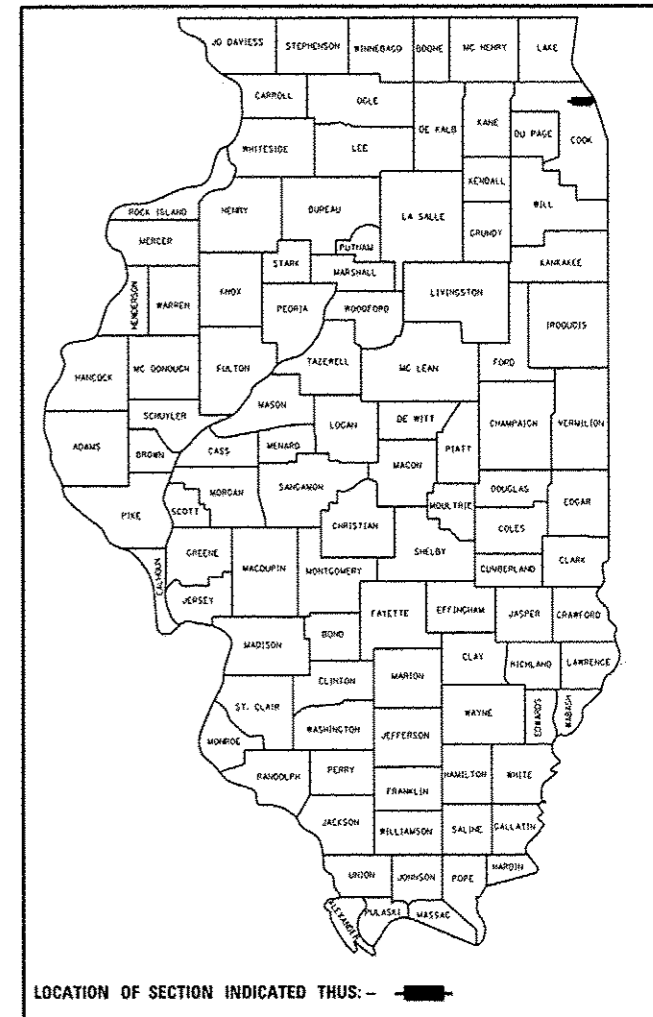 JO DAVIESS STEPHENSON WINNEBAGO BOONE MC HENRY LAKE
CARROLL OGLE DE KALB KANE DU PAGE COOK
WHITESIDE LEE KENDALL WILL
ROCK ISLAND HENRY BUREAU LA SALLE GRUNDY
MERCER PUTNAM KANKAKEE
STARK MARSHALL
HENDERSON WARREN KNOX PEORIA WOODFORD LIVINGSTON IROQUOIS
HANCOCK MC DONOUGH FULTON TAZEWELL MC LEAN FORD
SCHUYLER MASON LOGAN DE WITT CHAMPAIGN VERMILION
ADAMS BROWN CASS MENARD MACON PIATT
PIKE SCOTT MORGAN SANGAMON MOULTRIE DOUGLAS EDGAR
CHRISTIAN COLES
CALHOUN GREENE MACOUPIN MONTGOMERY SHELBY CUMBERLAND CLARK
JERSEY FAYETTE EFFINGHAM JASPER CRAWFORD
MADISON BOND
CLINTON MARION CLAY RICHLAND LAWRENCE
ST. CLAIR WAYNE EDWARDS WABASH
MONROE WASHINGTON JEFFERSON
RANDOLPH PERRY HAMILTON WHITE
FRANKLIN
JACKSON WILLIAMSON SALINE GALLATIN
UNION JOHNSON POPE HARDIN
ALEXANDER PULASKI MASSAC
LOCATION OF SECTION INDICATED THUS: -